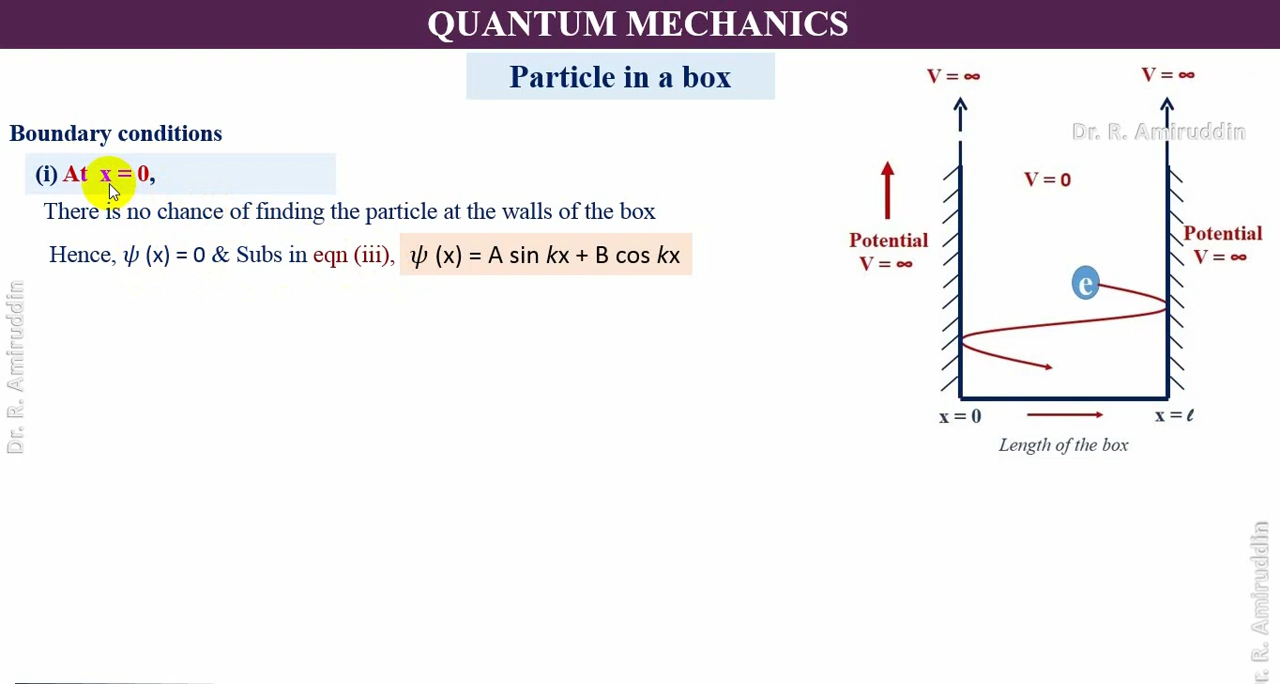 QUANTUM MECHANICS
Particle in a box
Boundary conditions
(i) At x = 0,
There is no chance of finding the particle at the walls of the box
Hence, ψ (x) = 0 & Subs in eqn (iii), ψ (x) = A sin kx + B cos kx
V = ∞
V = ∞
Dr. R. Amiruddin
V = 0
Potential
V = ∞
Potential
V = ∞
e
x = 0
x = ℓ
Length of the box
Dr. R. Amiruddin
r. R. Amiruddin